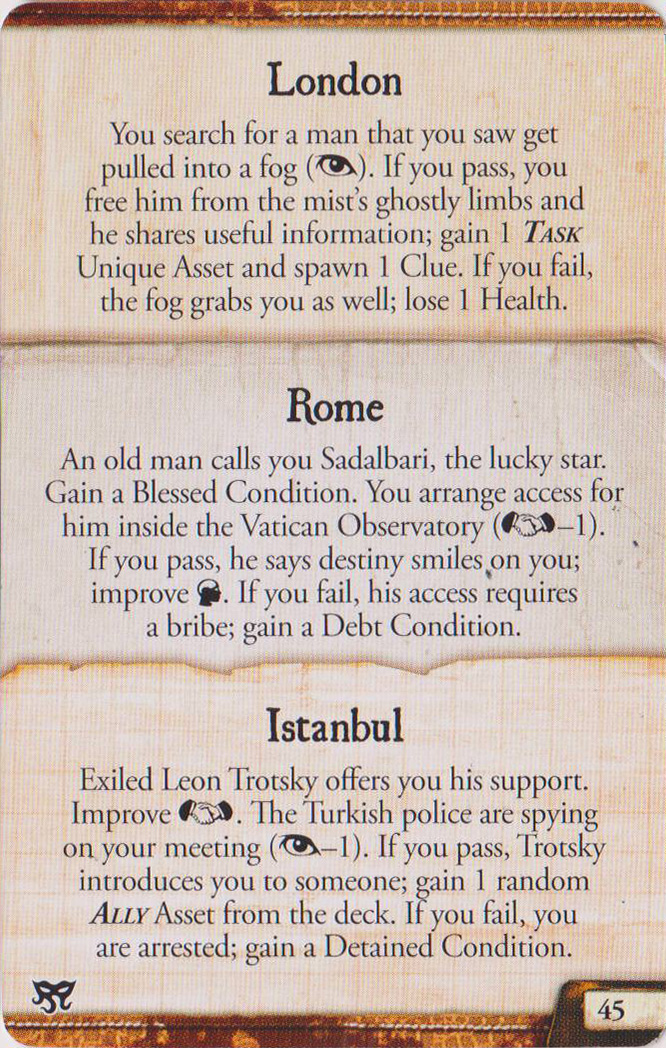 London
You search for a man that you saw get
pulled into a fog (). If you pass, you
free him from the mist's ghostly limbs and
he shares useful information; gain 1 TASK
Unique Asset and spawn 1 Clue. If you fail,
the fog grabs you as well; lose 1 Health.
Rome
An old man calls you Sadalbari, the lucky star.
Gain a Blessed Condition. You arrange access for
him inside the Vatican Observatory (–1).
If you pass, he says destiny smiles on you;
improve . If you fail, his access requires
a bribe; gain a Debt Condition.
Istanbul
Exiled Leon Trotsky offers you his support.
Improve . The Turkish police are spying
on your meeting (–1). If you pass, Trotsky
introduces you to someone; gain 1 random
ALLY Asset from the deck. If you fail, you
are arrested; gain a Detained Condition.
45